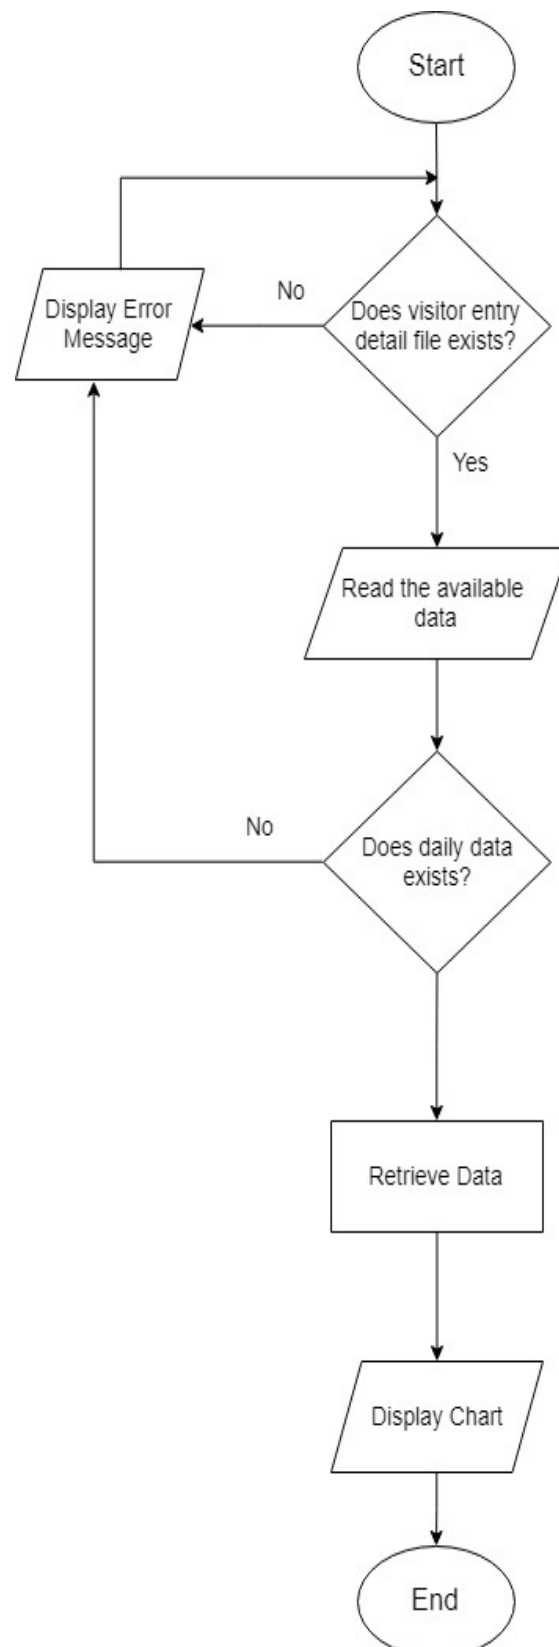 Start
No
Does visitor entry
detail file exists?
Display Error
Message
Yes
Read the available
data
No
Does daily data
exists?
Retrieve Data
Display Chart
End